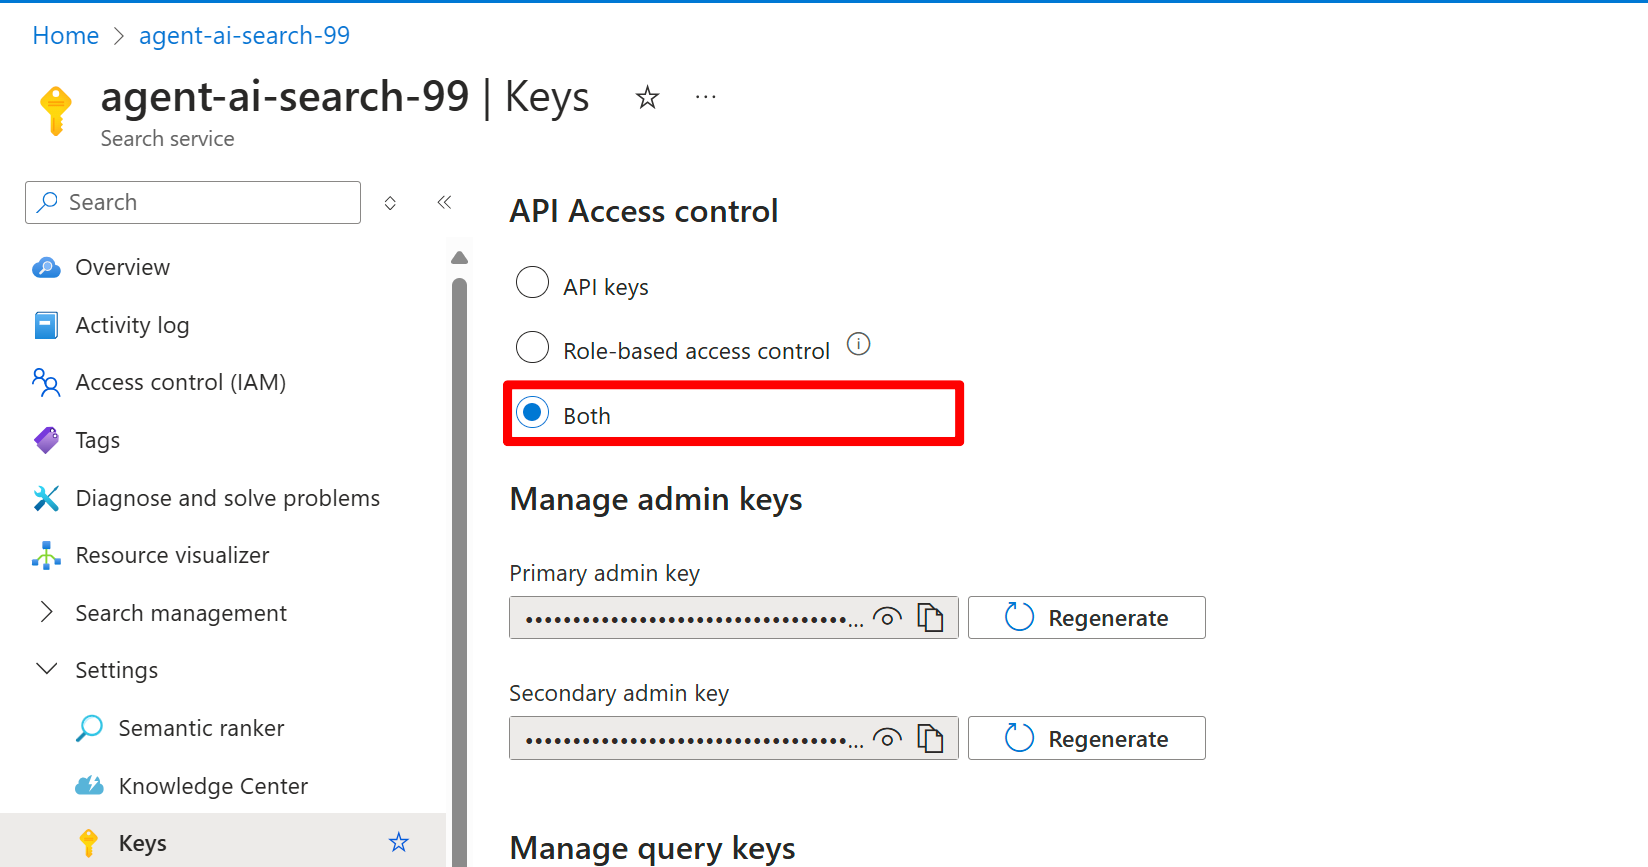 Home > agent-ai-search-99
agent-ai-search-99 | Keys
Search service
Search
Overview
Activity log
Access control (IAM)
Tags
Diagnose and solve problems
Resource visualizer
Search management
Settings
Semantic ranker
Knowledge Center
Keys
API Access control
API keys
Role-based access control
Both
Manage admin keys
Primary admin key
Regenerate
Secondary admin key
Regenerate
Manage query keys